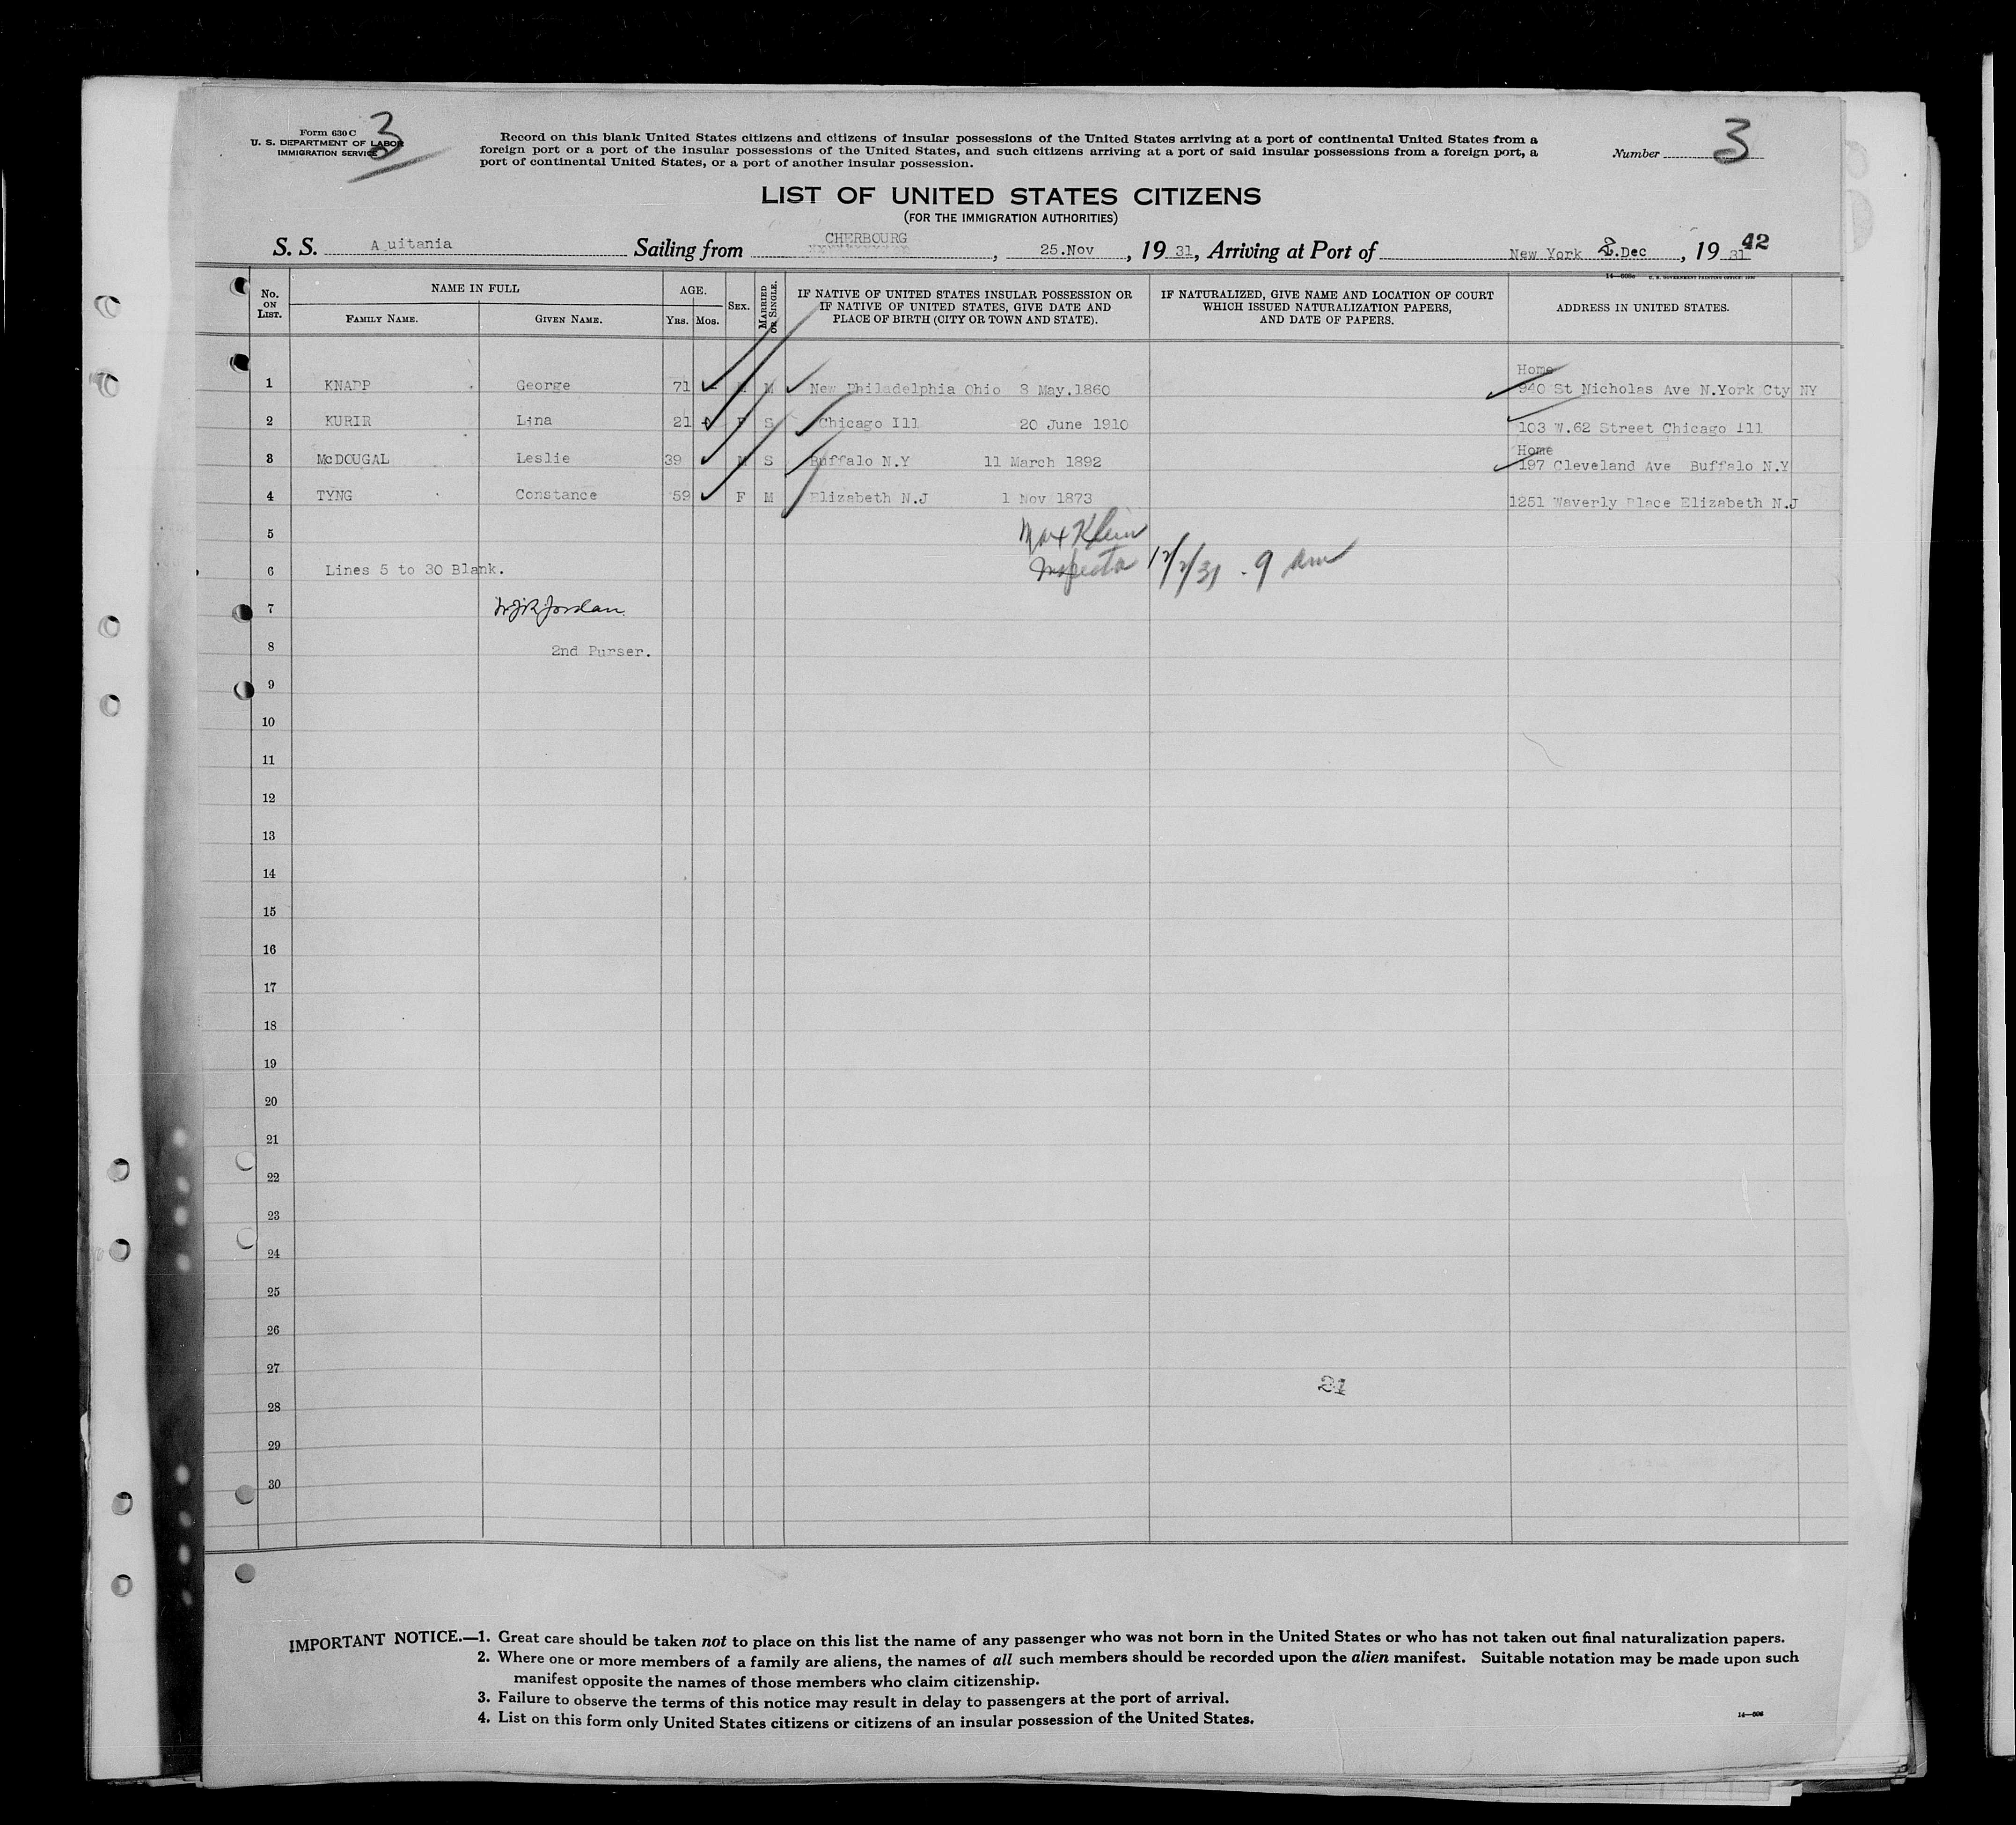 Form 630 C
U. S. DEPARTMENT OF LABOR
IMMIGRATION SERVICE
3
Record on this blank United States citizens and citizens of insular possessions of the United States arriving at a port of continental United States from a
foreign port or a port of the insular possessions of the United States, and such citizens arriving at a port of said insular possessions from a foreign port, a
port of continental United States, or a port of another insular possession.
Number 3
LIST OF UNITED STATES CITIZENS
(FOR THE IMMIGRATION AUTHORITIES)
S. S. A uitania Sailing from CHERBOURG , 25.Nov , 19 31, Arriving at Port of New York 2.Dec , 19 31 42
No. ON LIST.
NAME IN FULL
FAMILY NAME. GIVEN NAME.
AGE.
YRS. MOS.
SEX.
MARRIED OR SINGLE.
IF NATIVE OF UNITED STATES INSULAR POSSESSION OR
IF NATIVE OF UNITED STATES, GIVE DATE AND
PLACE OF BIRTH (CITY OR TOWN AND STATE).
IF NATURALIZED, GIVE NAME AND LOCATION OF COURT
WHICH ISSUED NATURALIZATION PAPERS,
AND DATE OF PAPERS.
ADDRESS IN UNITED STATES.
Home
1 KNAPP George 71 M M New Philadelphia Ohio 8 May.1860 940 St Nicholas Ave N.York Cty NY
2 KURIR Lina 21 F S Chicago Ill 20 June 1910 103 W.62 Street Chicago ill
Home
3 McDOUGAL Leslie 39 M S Buffalo N.Y 11 March 1892 197 Cleveland Ave Buffalo N.Y
4 TYNG Constance 59 F M Elizabeth N.J 1 Nov 1873 1251 Waverly Place Elizabeth N.J
5 Max Klein
6 Lines 5 to 30 Blank. Inspector 12/2/31 . 9 am
7 Jordan
8 2nd Purser.
9
10
11
12
13
14
15
16
17
18
19
20
21
22
23
24
25
26
27
28
29
30
IMPORTANT NOTICE.—1. Great care should be taken not to place on this list the name of any passenger who was not born in the United States or who has not taken out final naturalization papers.
2. Where one or more members of a family are aliens, the names of all such members should be recorded upon the alien manifest. Suitable notation may be made upon such
manifest opposite the names of those members who claim citizenship.
3. Failure to observe the terms of this notice may result in delay to passengers at the port of arrival.
4. List on this form only United States citizens or citizens of an insular possession of the United States.